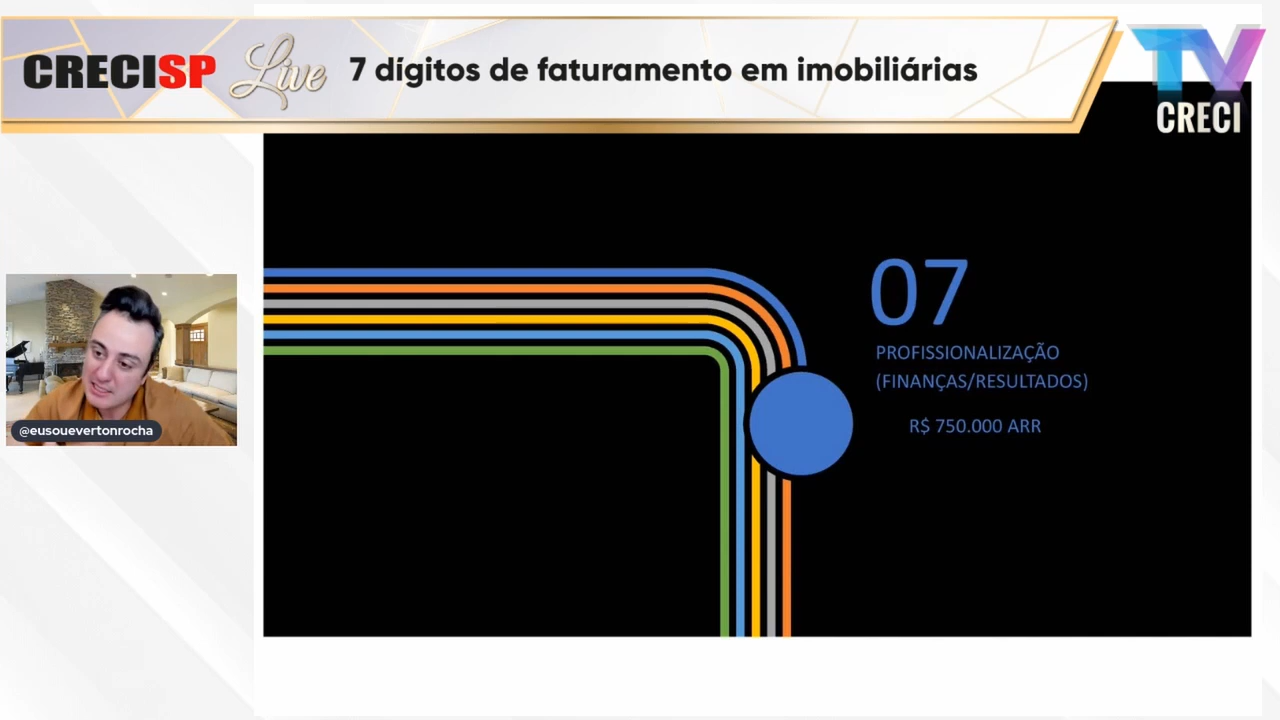 CRECISP Live 7 dígitos de faturamento em imobiliárias
TV
CRECI
07
PROFISSIONALIZAÇÃO
(FINANÇAS/RESULTADOS)
R$ 750.000 ARR
@eusouevertonrocha